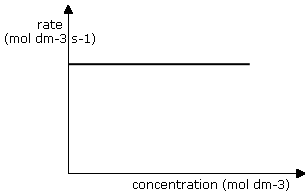 rate
(mol dm-3 s-1)
concentration (mol dm-3)